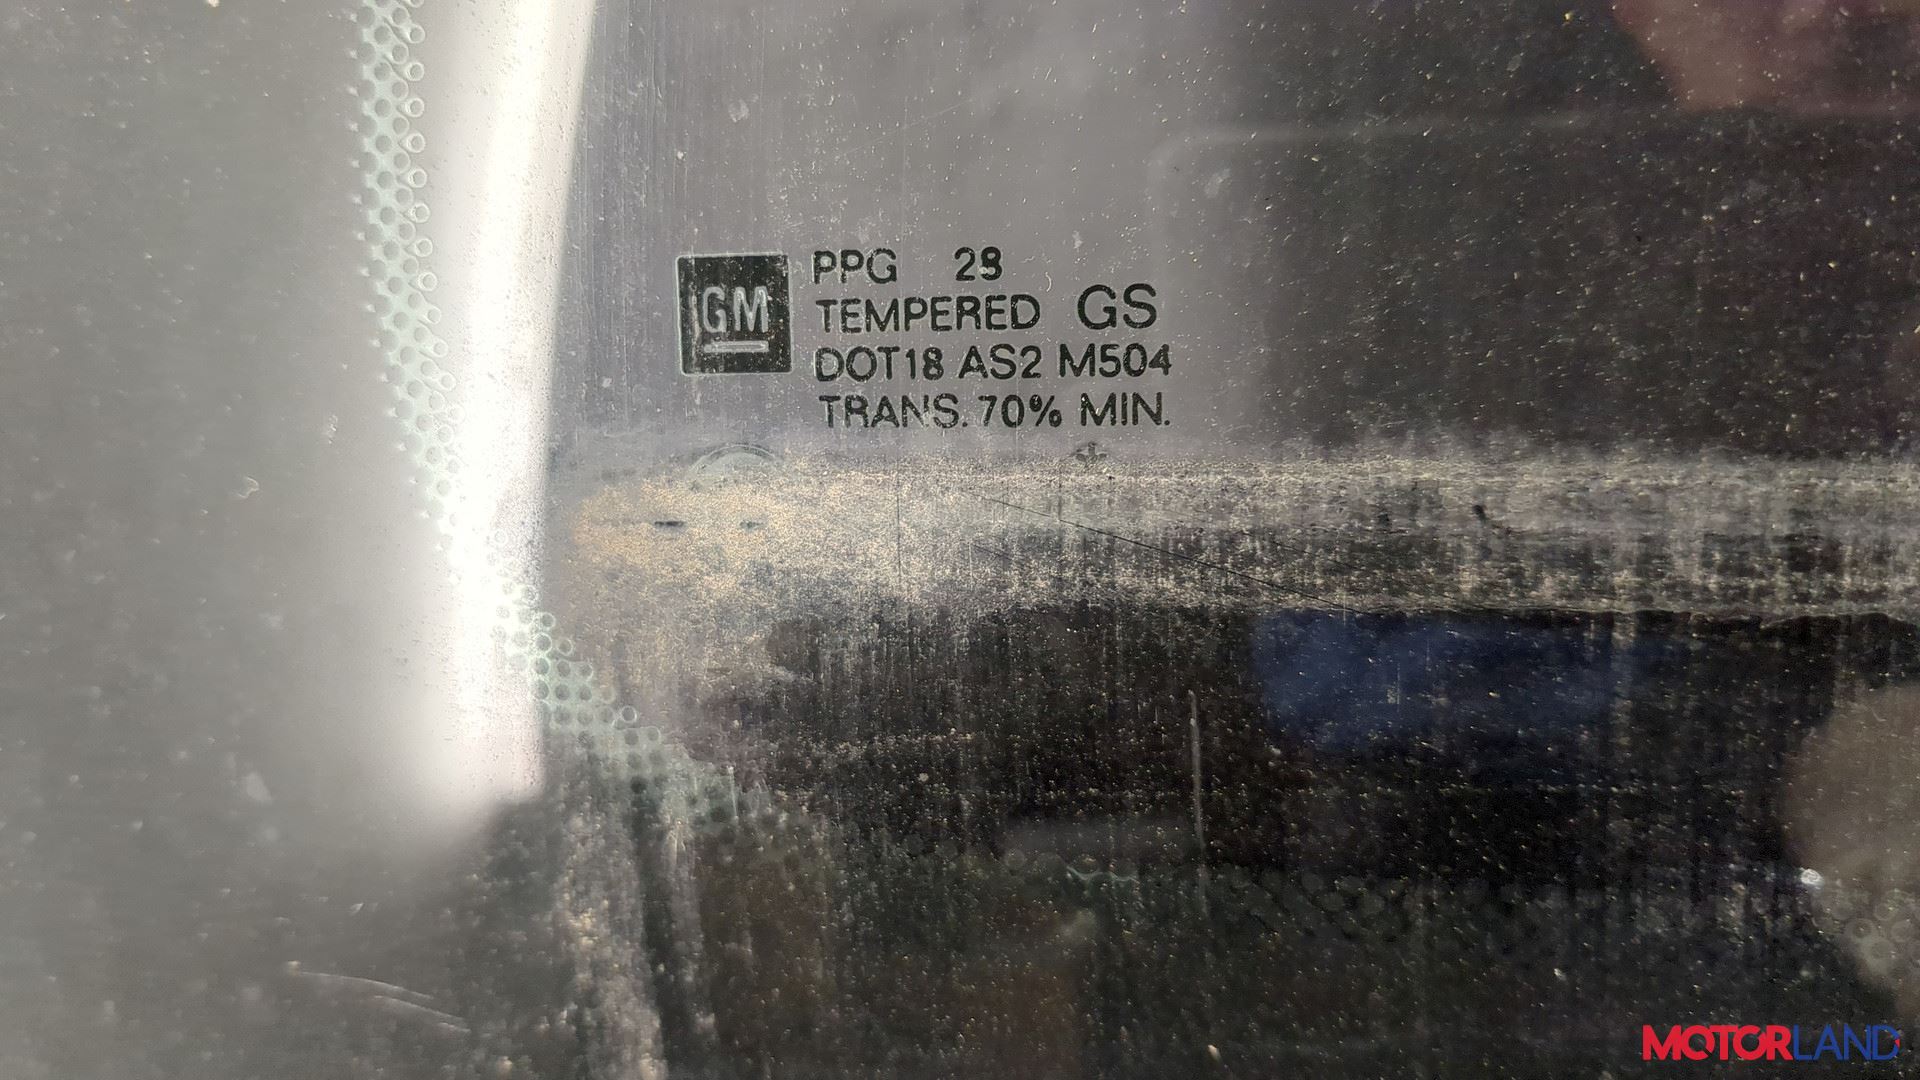 GM
PPG 28
TEMPERED GS
DOT18 AS2 M504
TRANS. 70% MIN.
MOTORLAND